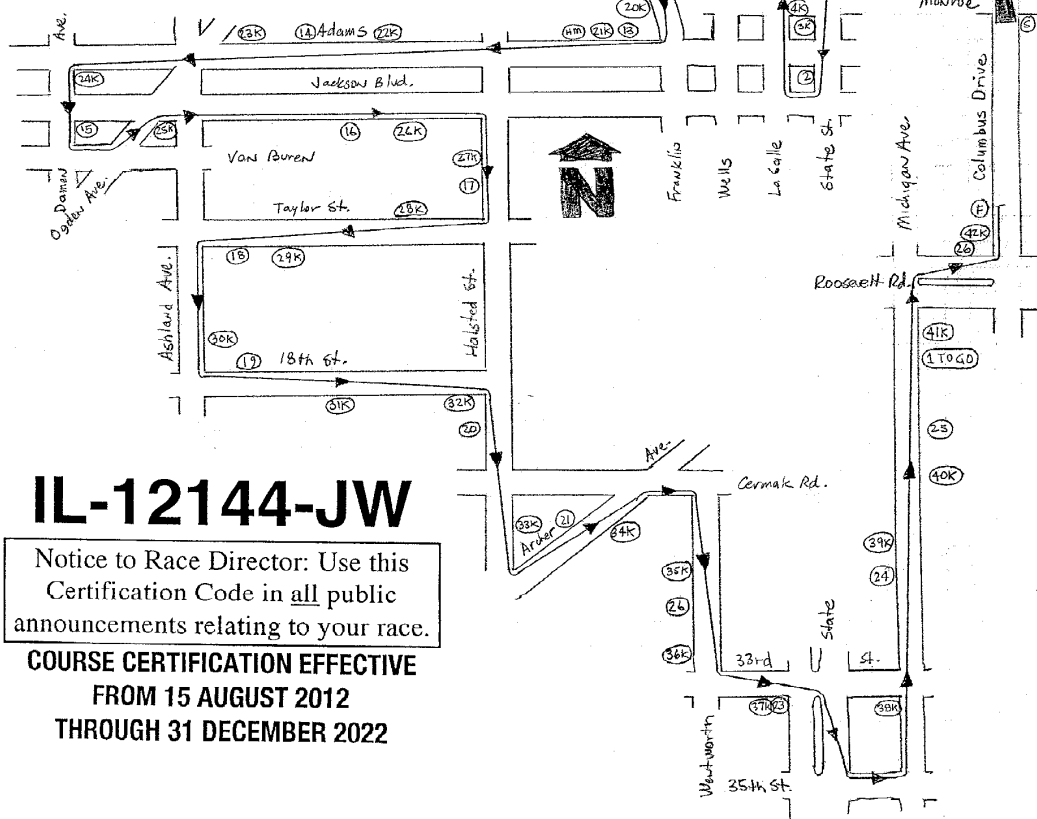 20K
4K
Monroe
S
Ave.
23K
14
Adams
22K
HM
21K
13
3K
24K
Jackson Blvd.
2
Columbus Drive
15
25K
16
26K
Van Buren
27K
17
Franklin
Wells
LaSalle
State St.
Michigan Ave
N
Damen
Ogden Ave.
Taylor St.
28K
F
42K
26
18
29K
Roosevelt Rd.
Ashland Ave.
Halsted St.
30K
19
18th St.
41K
1 TO GO
31K
32K
20
25
Ave.
Cermak Rd.
40K
33K
Archer
21
34K
39K
24
35K
26
36K
State
33rd
St.
37K
23
38K
Wentworth
35th St.
IL-12144-JW
Notice to Race Director: Use this
Certification Code in all public
announcements relating to your race.
COURSE CERTIFICATION EFFECTIVE
FROM 15 AUGUST 2012
THROUGH 31 DECEMBER 2022